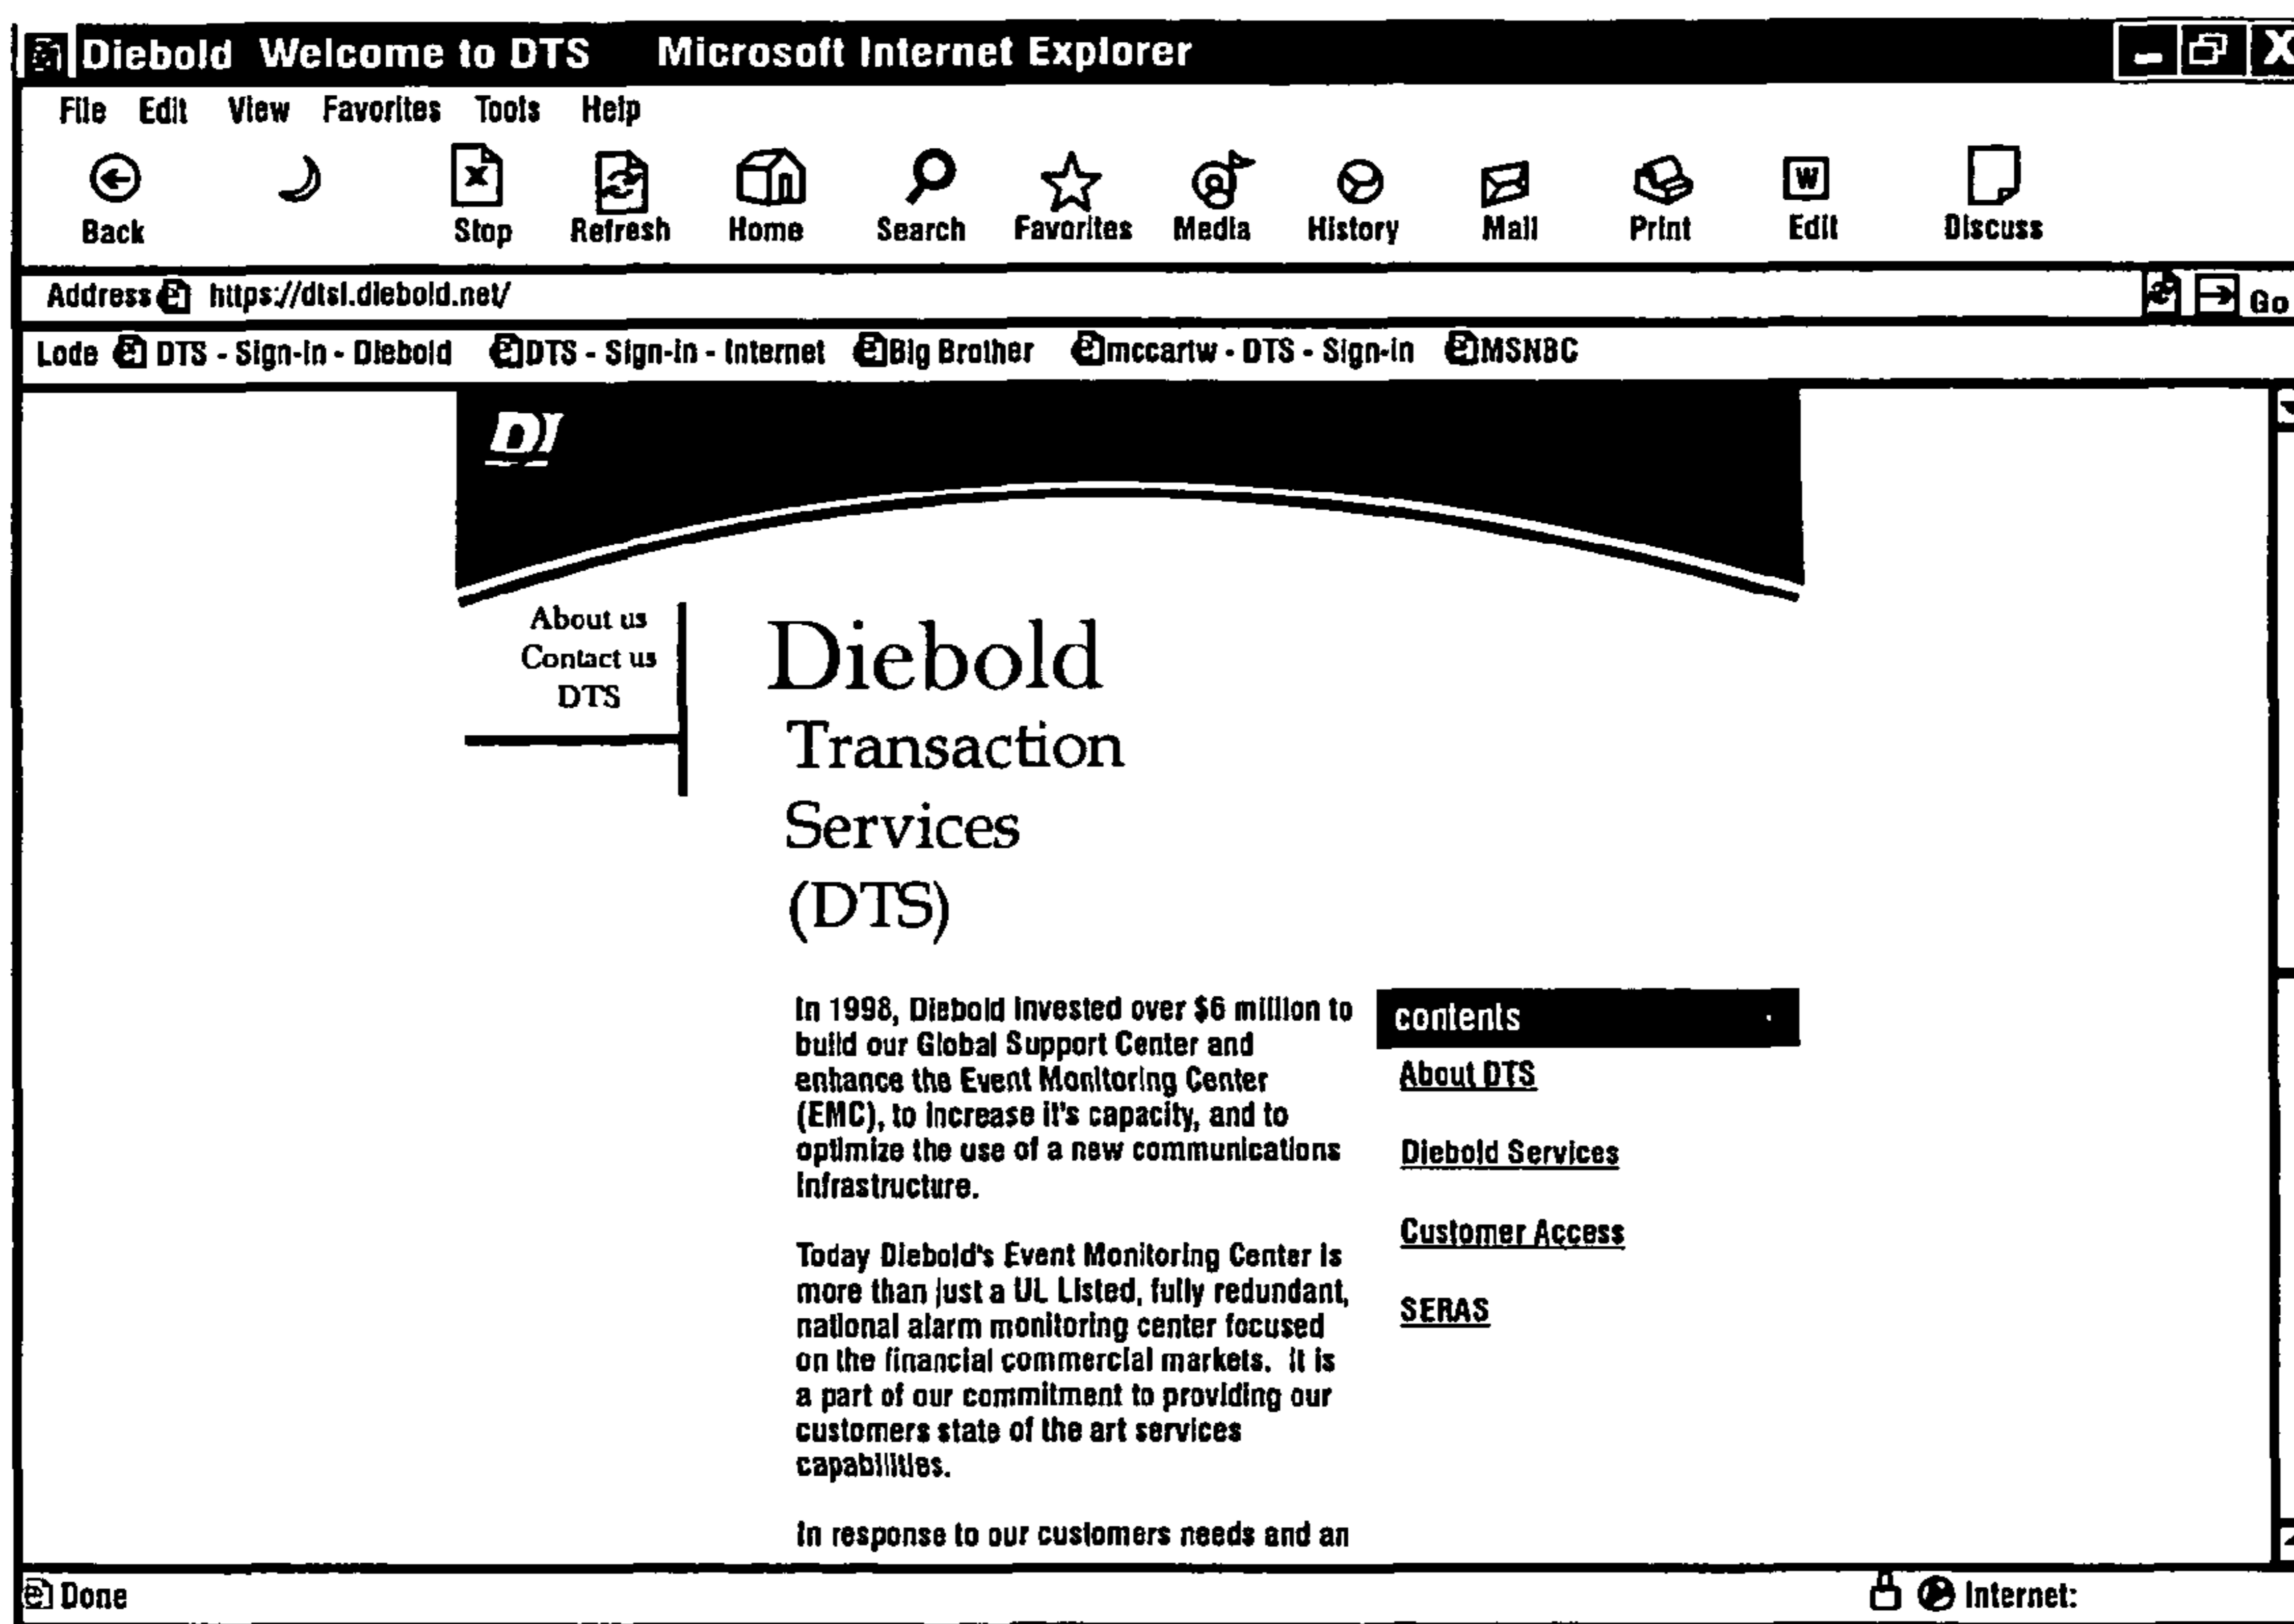 Diebold Welcome to DTS Microsoft Internet Explorer
File Edit View Favorites Tools Help
Back Stop Refresh Home Search Favorites Media History Mail Print Edit Discuss
Address https://dtsl.diebold.net/ Go
Lode DTS - Sign-In - Diebold DTS - Sign-In - Internet Big Brother mccartw - DTS - Sign-In MSNBC
DI
About us
Contact us
DTS
Diebold
Transaction
Services
(DTS)
In 1998, Diebold invested over $6 million to
build our Global Support Center and
enhance the Event Monitoring Center
(EMC), to increase it's capacity, and to
optimize the use of a new communications
infrastructure.
Today Diebold's Event Monitoring Center is
more than just a UL Listed, fully redundant,
national alarm monitoring center focused
on the financial commercial markets. It is
a part of our commitment to providing our
customers state of the art services
capabilities.
In response to our customers needs and an
contents
About DTS
Diebold Services
Customer Access
SERAS
Done Internet: